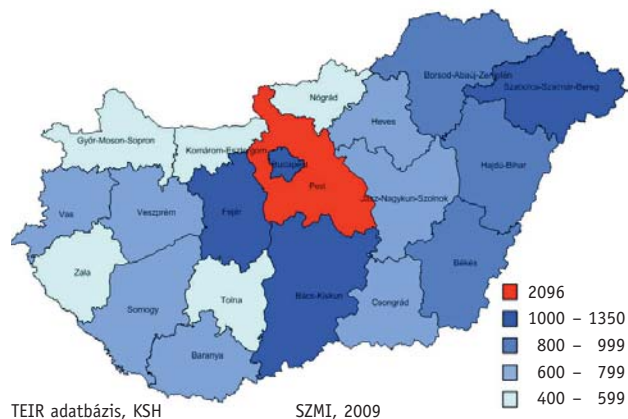 Borsod-Abaúj-Zemplén
Szabolcs-Szatmár-Bereg
Nógrád
Heves
Győr-Moson-Sopron
Komárom-Esztergom
Budapest
Hajdú-Bihar
Pest
Jász-Nagykun-Szolnok
Vas
Veszprém
Fejér
Békés
Zala
Tolna
Bács-Kiskun
Somogy
Csongrád
Baranya
2096
1000 – 1350
800 – 999
600 – 799
400 – 599
TEIR adatbázis, KSH SZMI, 2009